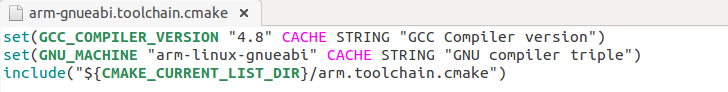 arm-gnueabi.toolchain.cmake ×
set(GCC_COMPILER_VERSION "4.8" CACHE STRING "GCC Compiler version")
set(GNU_MACHINE "arm-linux-gnueabi" CACHE STRING "GNU compiler triple")
include("${CMAKE_CURRENT_LIST_DIR}/arm.toolchain.cmake")